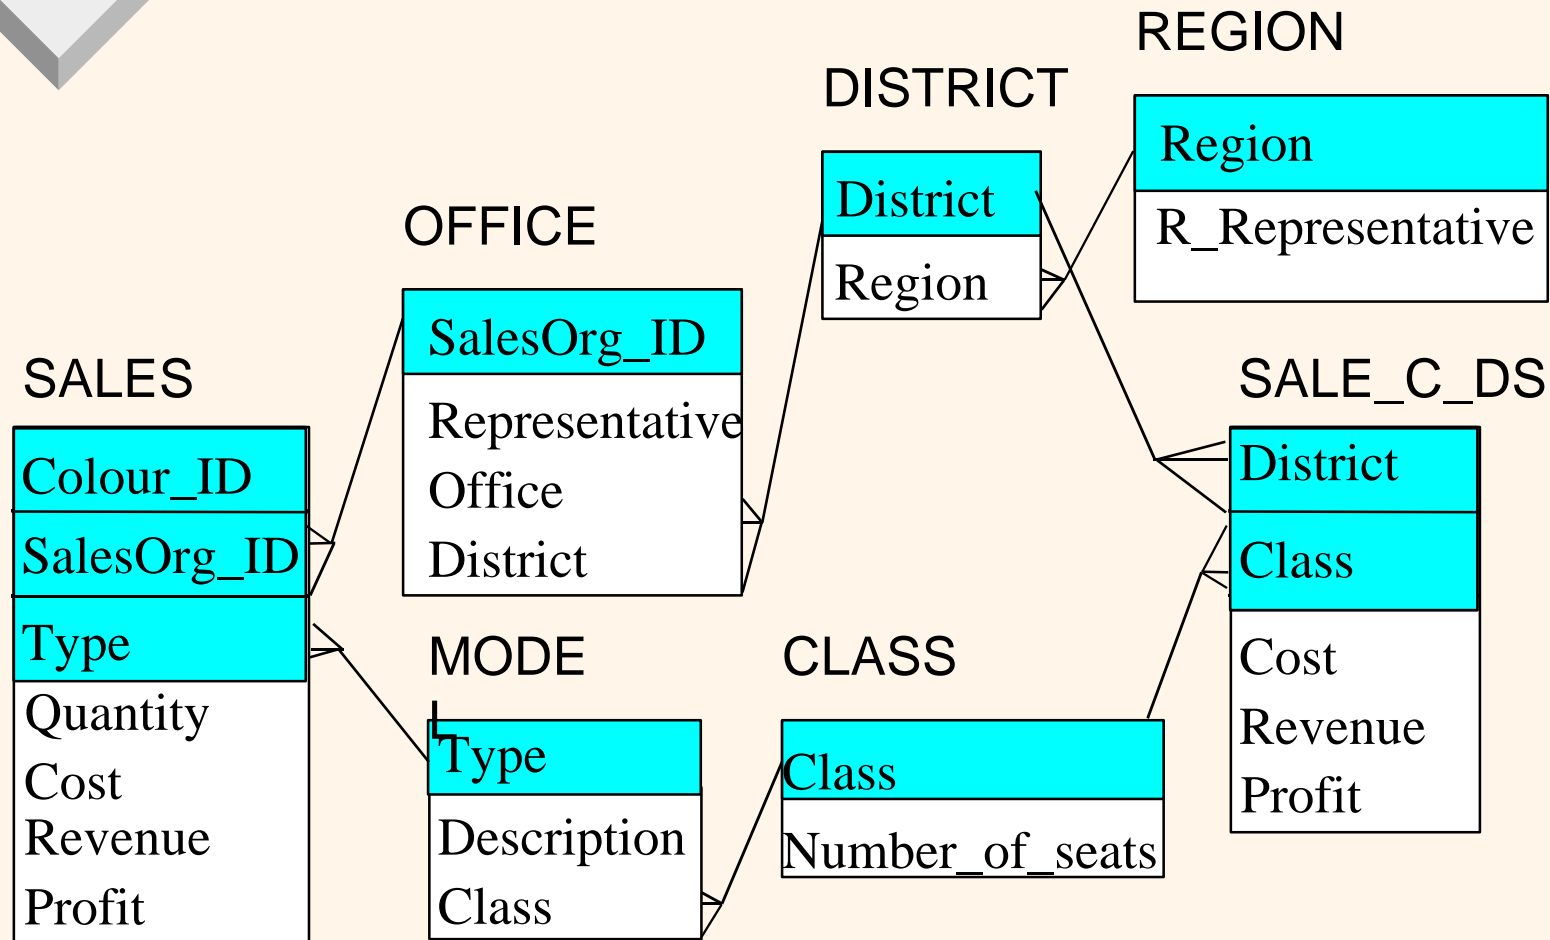 REGION
Region
R_Representative
DISTRICT
District
Region
OFFICE
SalesOrg_ID
Representative
Office
District
SALES
Colour_ID
SalesOrg_ID
Type
Quantity
Cost
Revenue
Profit
MODE
L
Type
Description
Class
CLASS
Class
Number_of_seats
SALE_C_DS
District
Class
Cost
Revenue
Profit